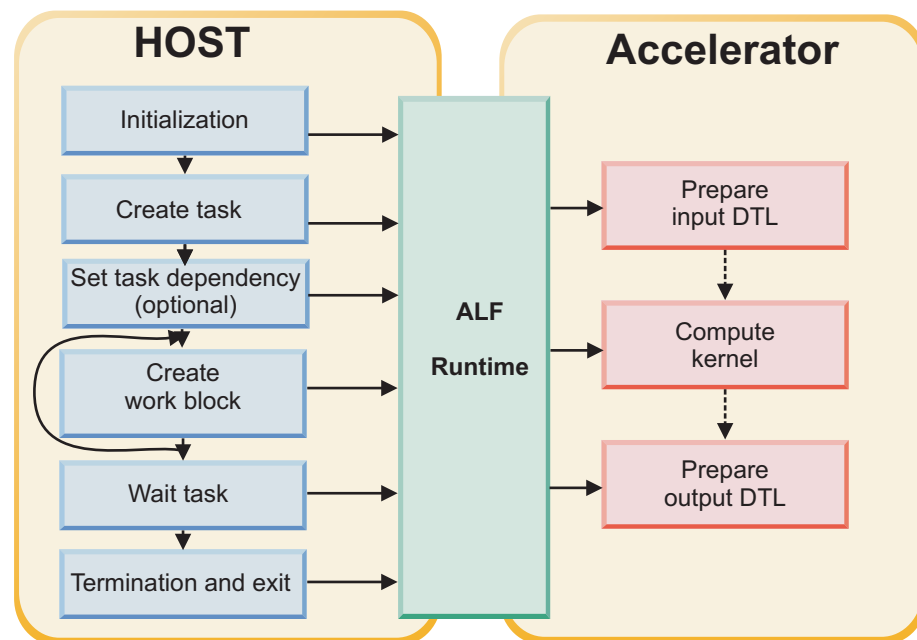 HOST
Initialization
Create task
Set task dependency
(optional)
Create
work block
Wait task
Termination and exit
ALF
Runtime
Accelerator
Prepare
input DTL
Compute
kernel
Prepare
output DTL